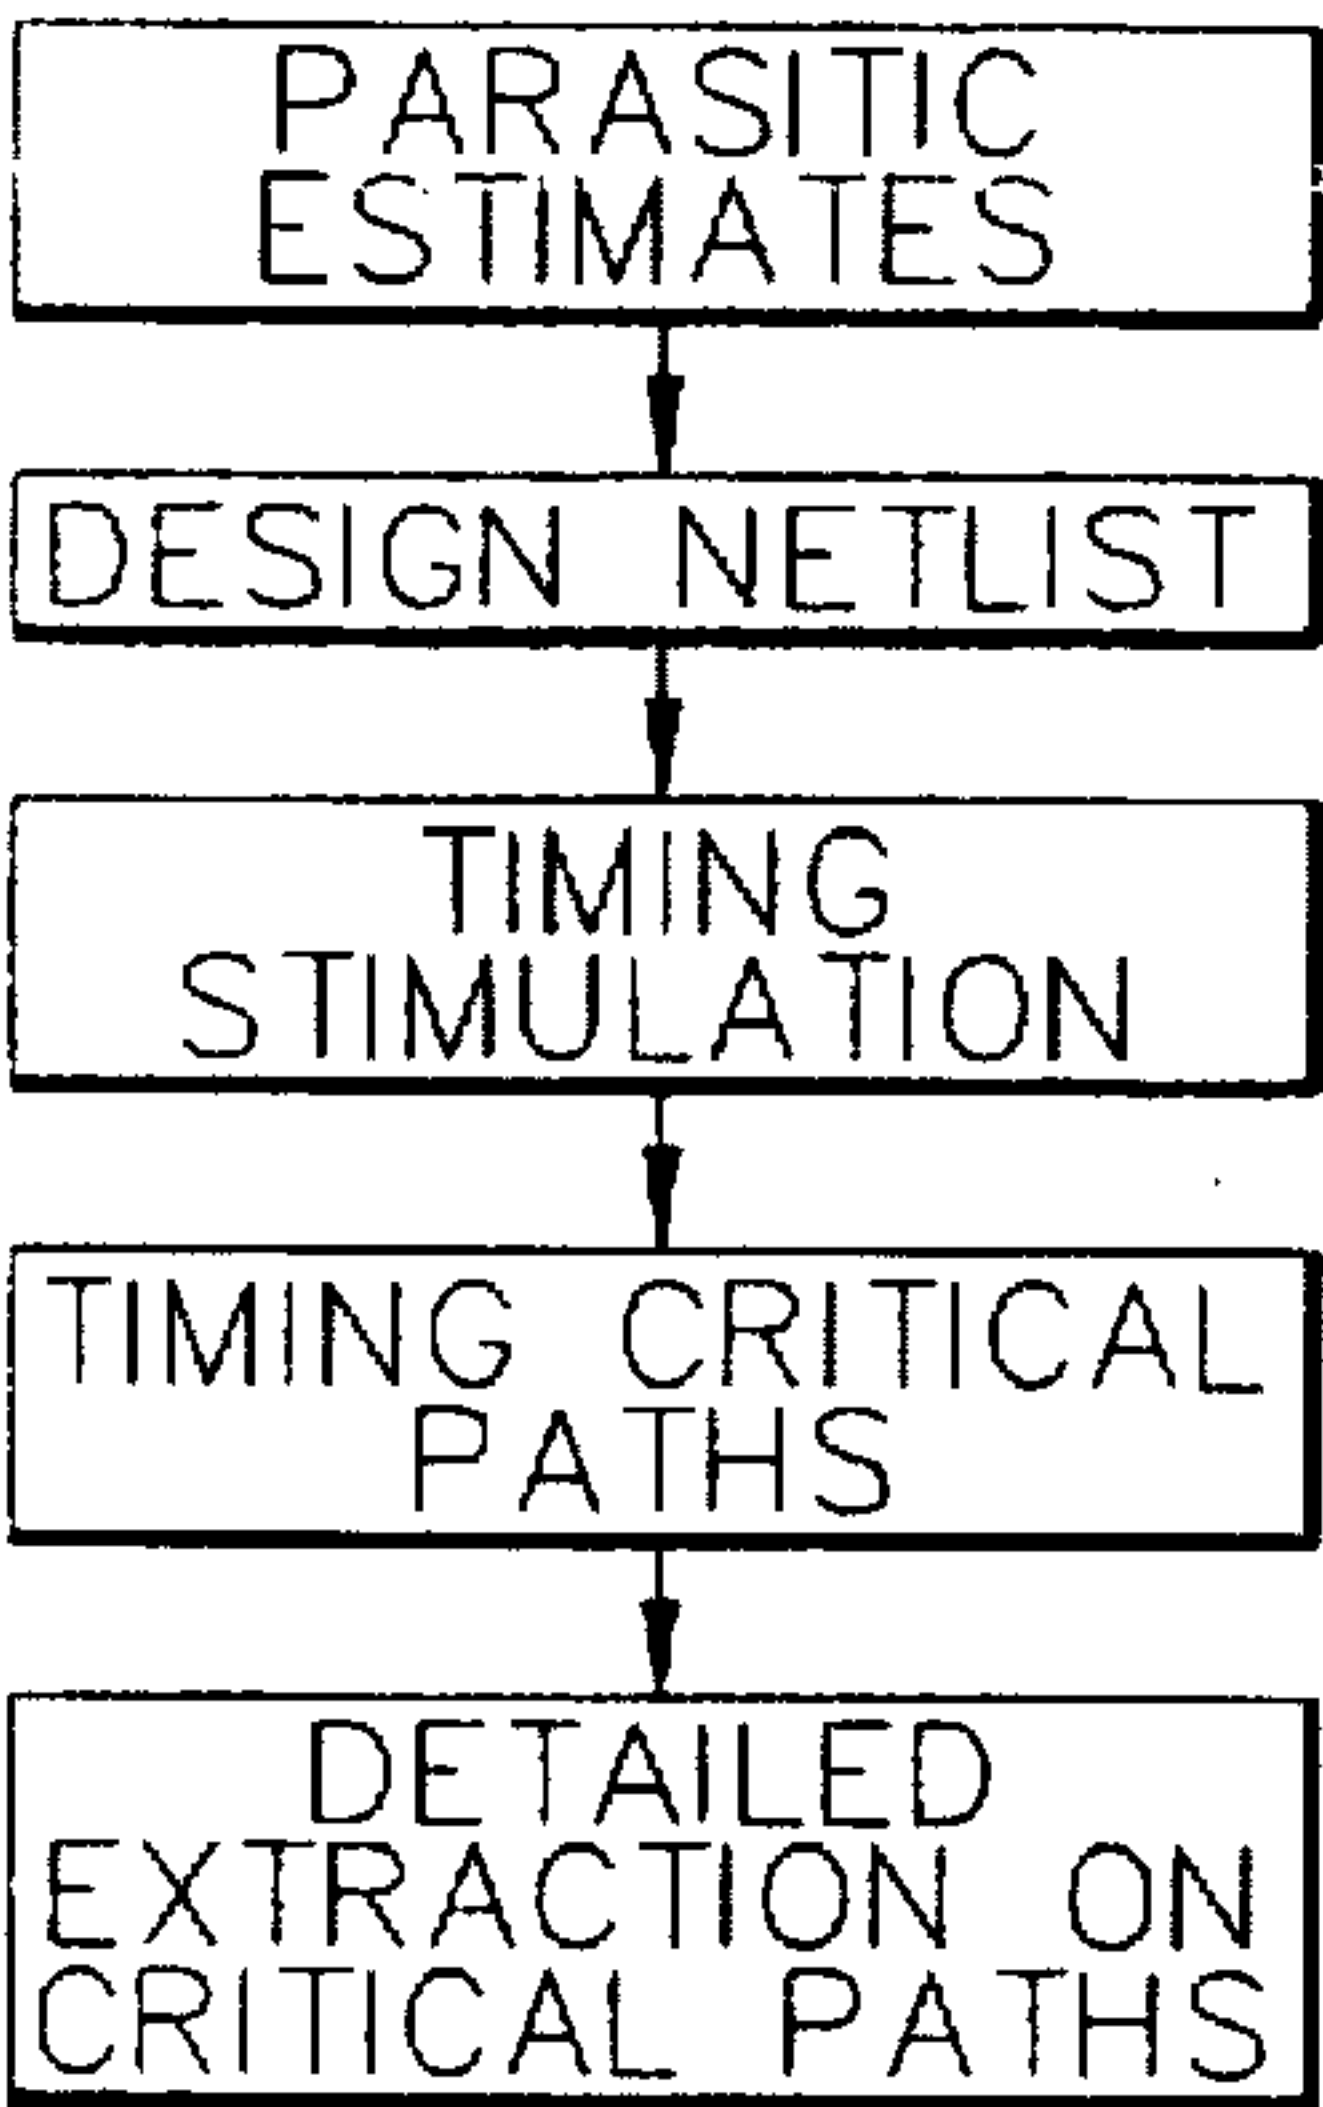 PARASITIC
ESTIMATES
DESIGN NETLIST
TIMING
STIMULATION
TIMING CRITICAL
PATHS
DETAILED
EXTRACTION ON
CRITICAL PATHS